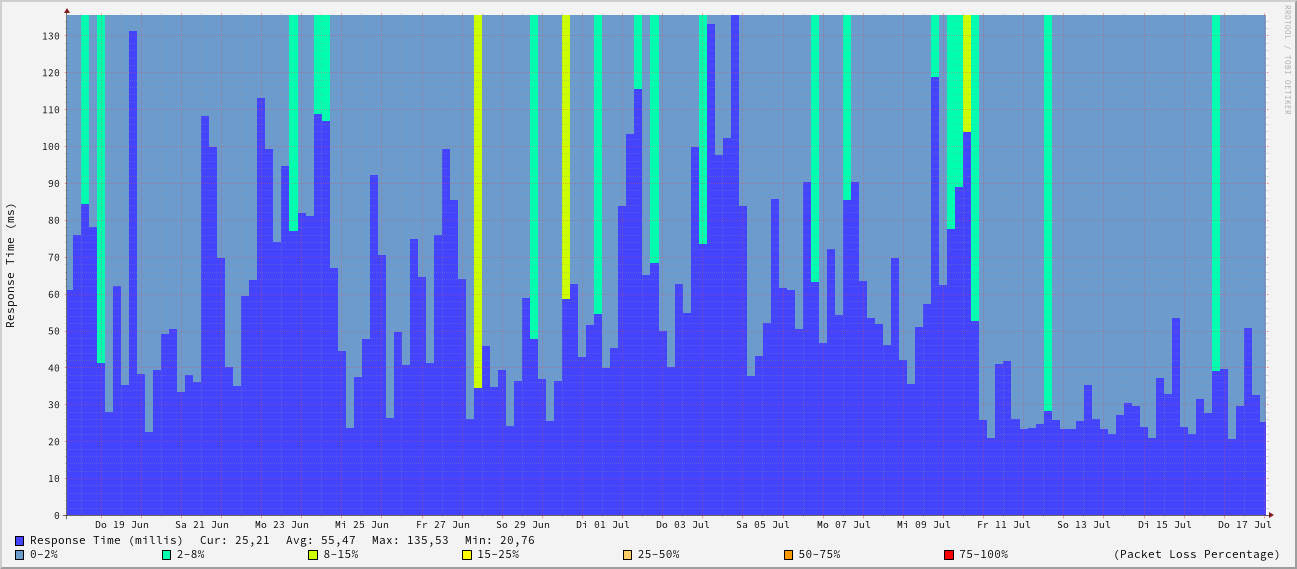 RRDTOOL / TOBI OETIKER
Response Time (ms)
130
120
110
100
90
80
70
60
50
40
30
20
10
0
Do 19 Jun Sa 21 Jun Mo 23 Jun Mi 25 Jun Fr 27 Jun So 29 Jun Di 01 Jul Do 03 Jul Sa 05 Jul Mo 07 Jul Mi 09 Jul Fr 11 Jul So 13 Jul Di 15 Jul Do 17 Jul
Response Time (millis) Cur: 25,21 Avg: 55,47 Max: 135,53 Min: 20,76
0-2% 2-8% 8-15% 15-25% 25-50% 50-75% 75-100% (Packet Loss Percentage)